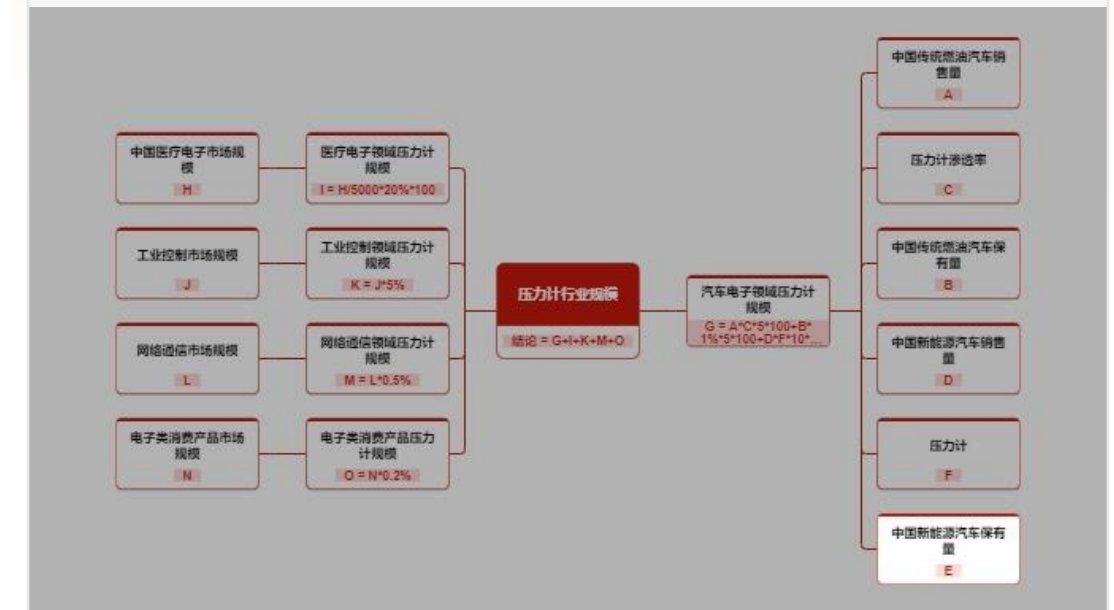 中国医疗电子市场规
模
H
医疗电子领域压力计
规模
I = H/5000*20%*100
工业控制市场规模
J
工业控制领域压力计
规模
K = J*5%
网络通信市场规模
L
网络通信领域压力计
规模
M = L*0.5%
电子类消费产品市场
规模
N
电子类消费产品压力
计规模
O = N*0.2%
压力计行业规模
结论 = G+I+K+M+O
汽车电子领域压力计
规模
G = A*C*5*100+B*
1%*5*100+D*F*10*...
中国传统燃油汽车销
售量
A
压力计渗透率
C
中国传统燃油汽车保
有量
B
中国新能源汽车销售
量
D
压力计
F
中国新能源汽车保有
量
E